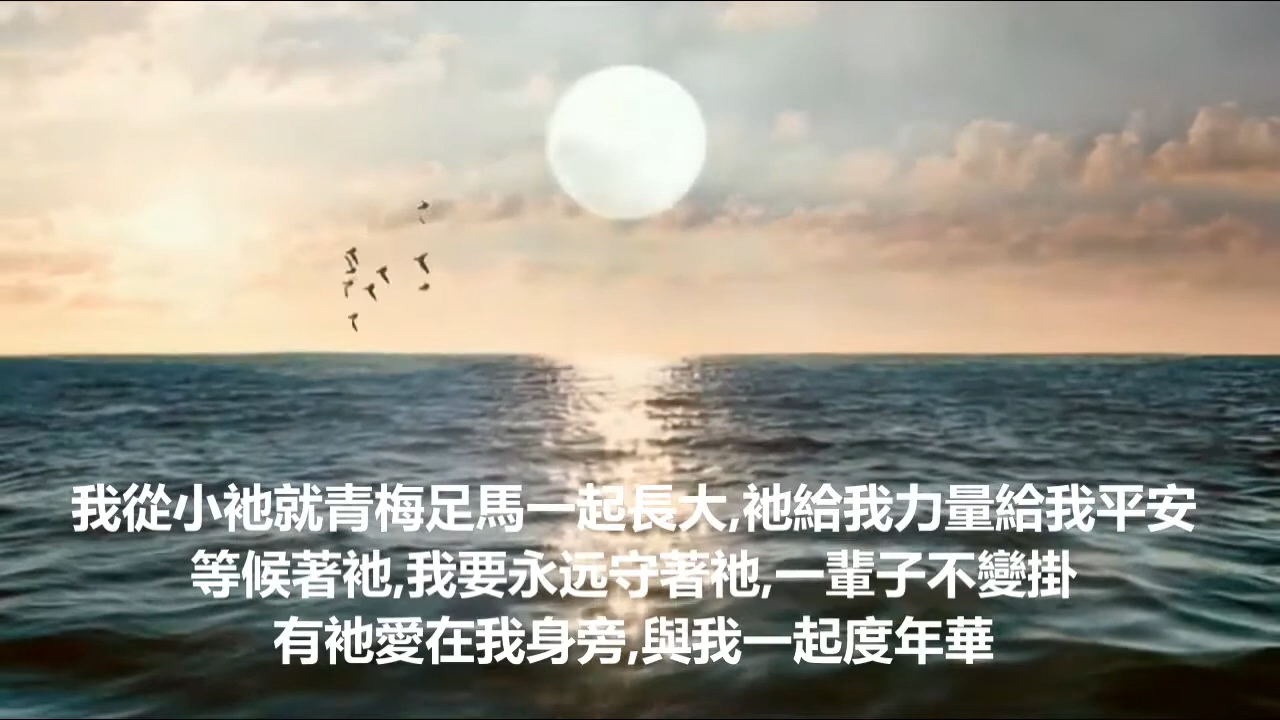 我從小祂就青梅足馬一起長大,祂給我力量給我平安
等候著祂,我要永远守著祂,一輩子不變掛
有祂愛在我身旁,與我一起度年華